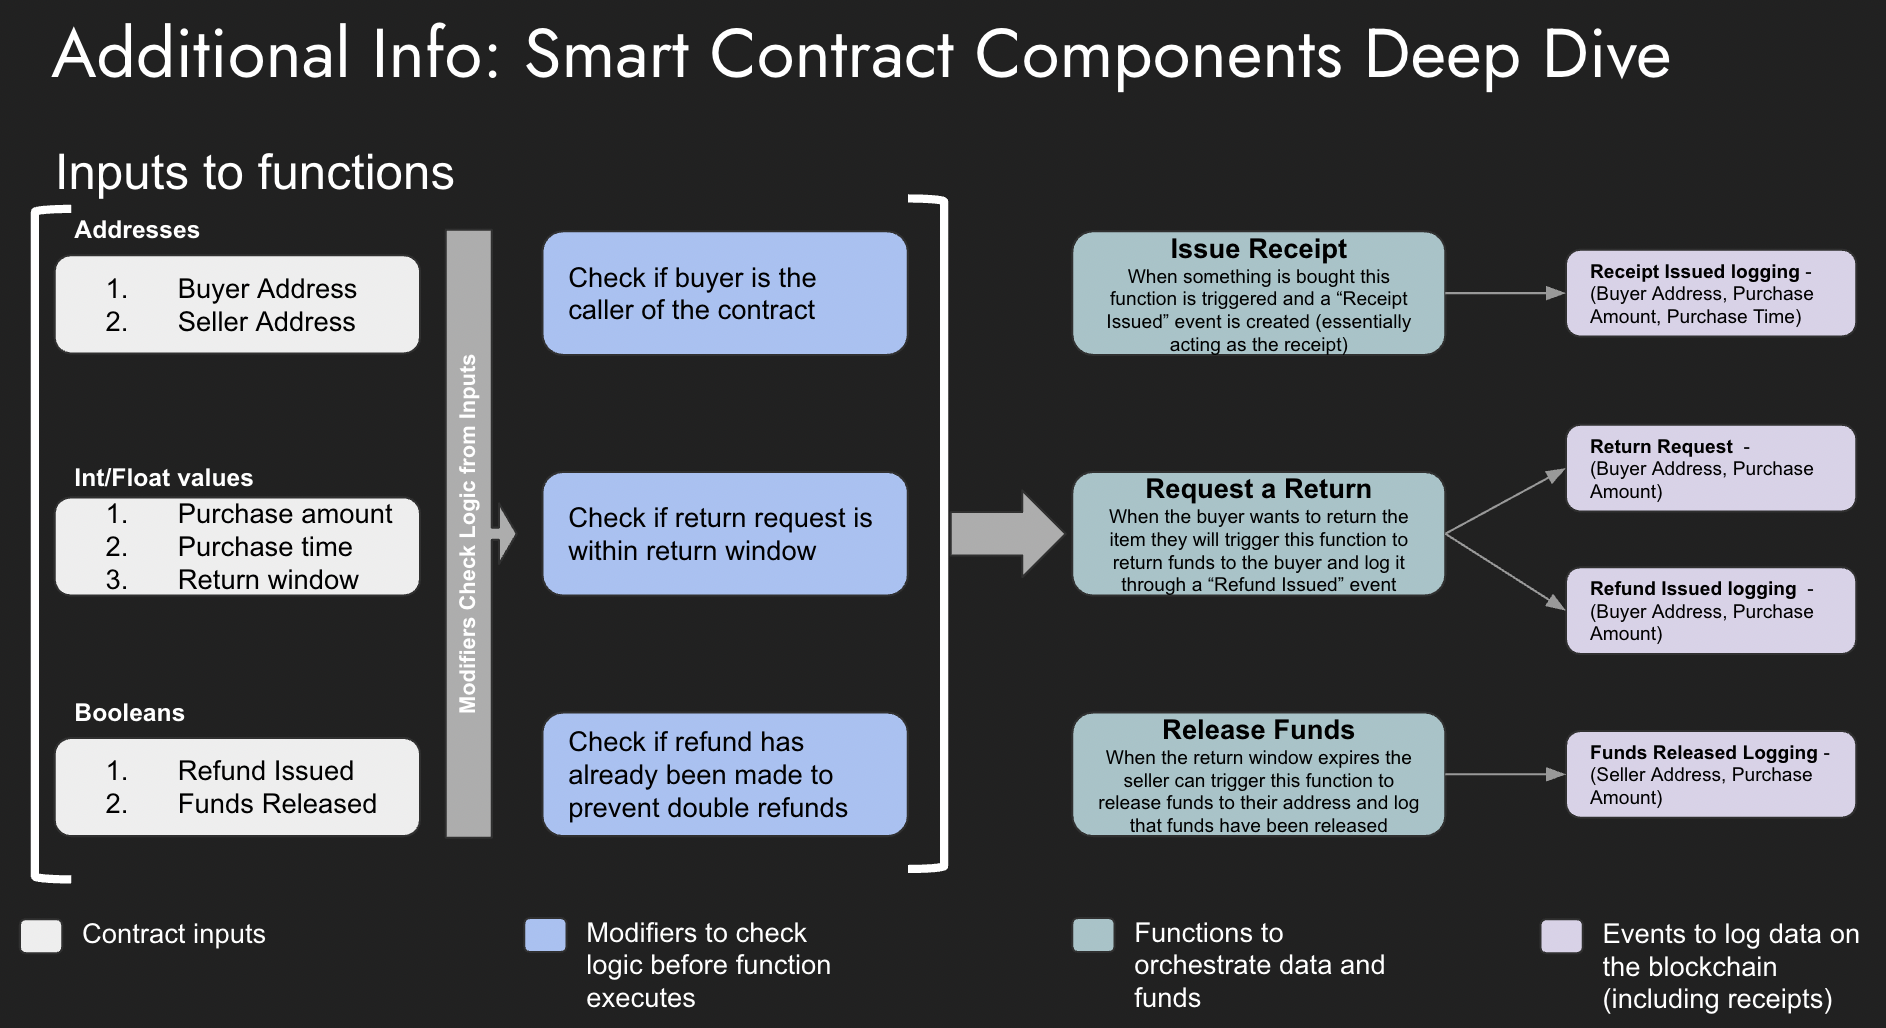 Additional Info: Smart Contract Components Deep Dive
Inputs to functions
Addresses
1. Buyer Address
2. Seller Address
Int/Float values
1. Purchase amount
2. Purchase time
3. Return window
Booleans
1. Refund Issued
2. Funds Released
Modifiers Check Logic from Inputs
Check if buyer is the
caller of the contract
Check if return request is
within return window
Check if refund has
already been made to
prevent double refunds
Issue Receipt
When something is bought this
function is triggered and a “Receipt
Issued” event is created (essentially
acting as the receipt)
Request a Return
When the buyer wants to return the
item they will trigger this function to
return funds to the buyer and log it
through a “Refund Issued” event
Release Funds
When the return window expires the
seller can trigger this function to
release funds to their address and log
that funds have been released
Receipt Issued logging -
(Buyer Address, Purchase
Amount, Purchase Time)
Return Request -
(Buyer Address, Purchase
Amount)
Refund Issued logging -
(Buyer Address, Purchase
Amount)
Funds Released Logging -
(Seller Address, Purchase
Amount)
Contract inputs
Modifiers to check
logic before function
executes
Functions to
orchestrate data and
funds
Events to log data on
the blockchain
(including receipts)